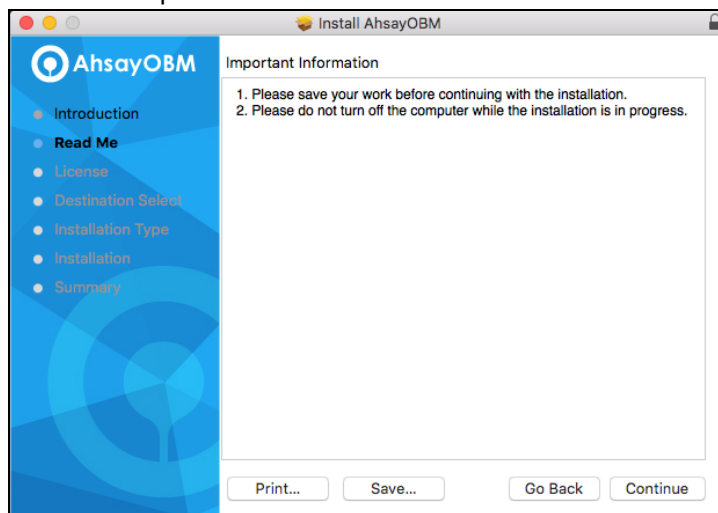 Install AhsayOBM
AhsayOBM
Introduction
Read Me
License
Destination Select
Installation Type
Installation
Summary
Important Information
1. Please save your work before continuing with the installation.
2. Please do not turn off the computer while the installation is in progress.
Print...
Save...
Go Back
Continue